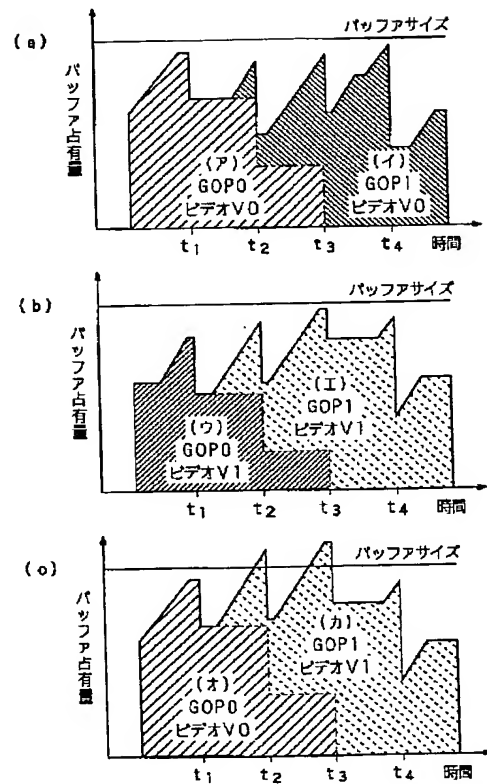 (a)
バッファサイズ
バッファ占有量
(ア)
GOP0
ビデオV0
(イ)
GOP1
ビデオV0
t1 t2 t3 t4 時間
(b)
バッファサイズ
バッファ占有量
(ウ)
GOP0
ビデオV1
(エ)
GOP1
ビデオV1
t1 t2 t3 t4 時間
(c)
バッファサイズ
バッファ占有量
(オ)
GOP0
ビデオV0
(カ)
GOP1
ビデオV1
t1 t2 t3 t4 時間